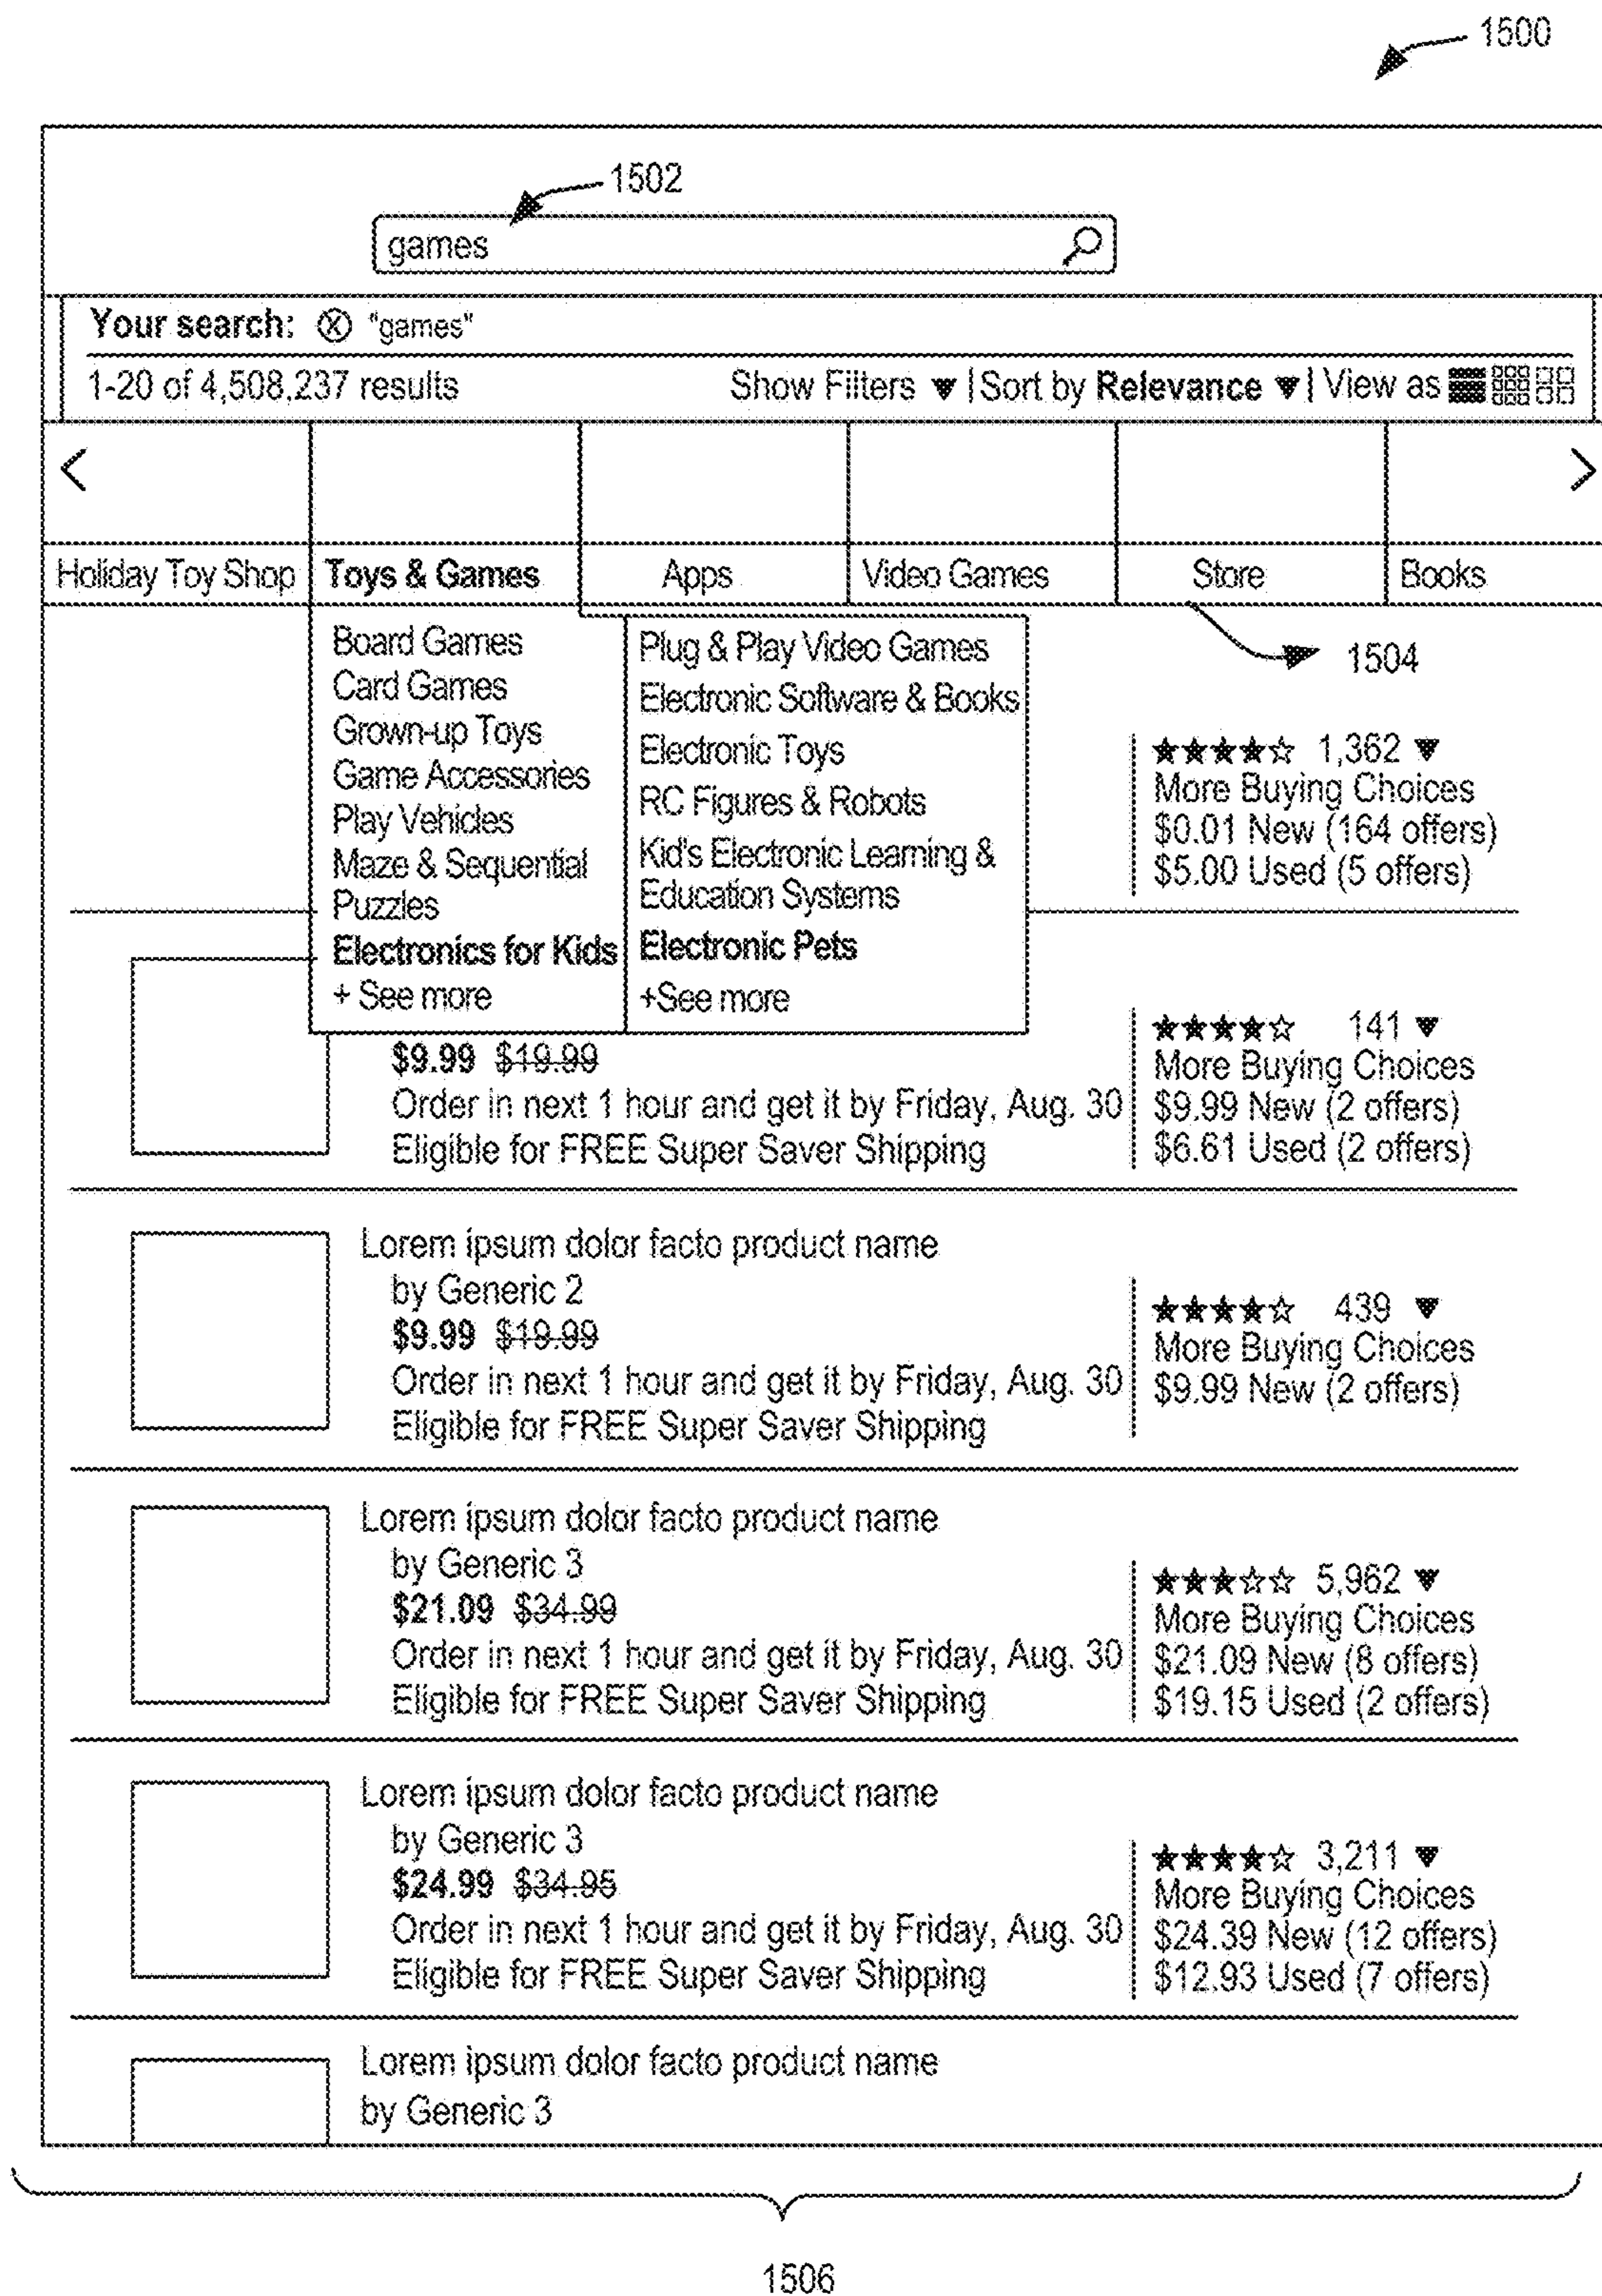 1500
1502
games
Your search: ⓧ "games"
1-20 of 4,508,237 results Show Filters ▼ | Sort by Relevance ▼ | View as
< >
Holiday Toy Shop Toys & Games Apps Video Games Store Books
1504
Board Games
Card Games
Grown-up Toys
Game Accessories
Play Vehicles
Maze & Sequential
Puzzles
Electronics for Kids
+ See more
Plug & Play Video Games
Electronic Software & Books
Electronic Toys
RC Figures & Robots
Kid's Electronic Learning &
Education Systems
Electronic Pets
+See more
★★★★☆ 1,362 ▼
More Buying Choices
$0.01 New (164 offers)
$5.00 Used (5 offers)
$9.99 $19.99
Order in next 1 hour and get it by Friday, Aug. 30
Eligible for FREE Super Saver Shipping
★★★★☆ 141 ▼
More Buying Choices
$9.99 New (2 offers)
$6.61 Used (2 offers)
Lorem ipsum dolor facto product name
by Generic 2
$9.99 $19.99
Order in next 1 hour and get it by Friday, Aug. 30
Eligible for FREE Super Saver Shipping
★★★★☆ 439 ▼
More Buying Choices
$9.99 New (2 offers)
Lorem ipsum dolor facto product name
by Generic 3
$21.09 $34.99
Order in next 1 hour and get it by Friday, Aug. 30
Eligible for FREE Super Saver Shipping
★★★☆☆ 5,962 ▼
More Buying Choices
$21.09 New (8 offers)
$19.15 Used (2 offers)
Lorem ipsum dolor facto product name
by Generic 3
$24.99 $34.95
Order in next 1 hour and get it by Friday, Aug. 30
Eligible for FREE Super Saver Shipping
★★★★☆ 3,211 ▼
More Buying Choices
$24.39 New (12 offers)
$12.93 Used (7 offers)
Lorem ipsum dolor facto product name
by Generic 3
1506